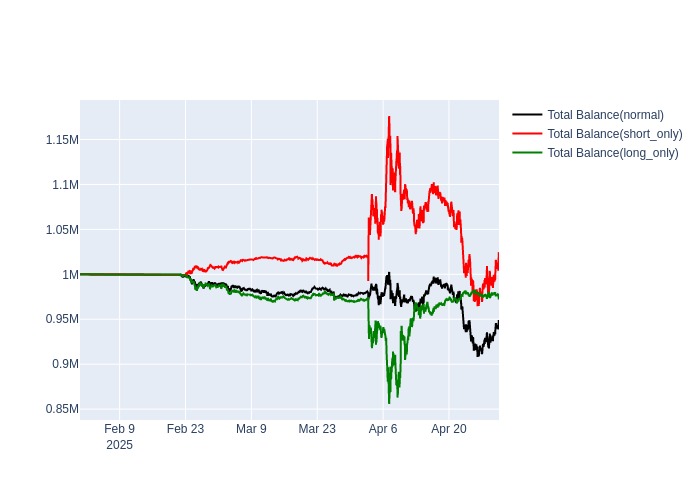 Total Balance(normal)
Total Balance(short_only)
Total Balance(long_only)
1.15M
1.1M
1.05M
1M
0.95M
0.9M
0.85M
Feb 9
2025
Feb 23
Mar 9
Mar 23
Apr 6
Apr 20